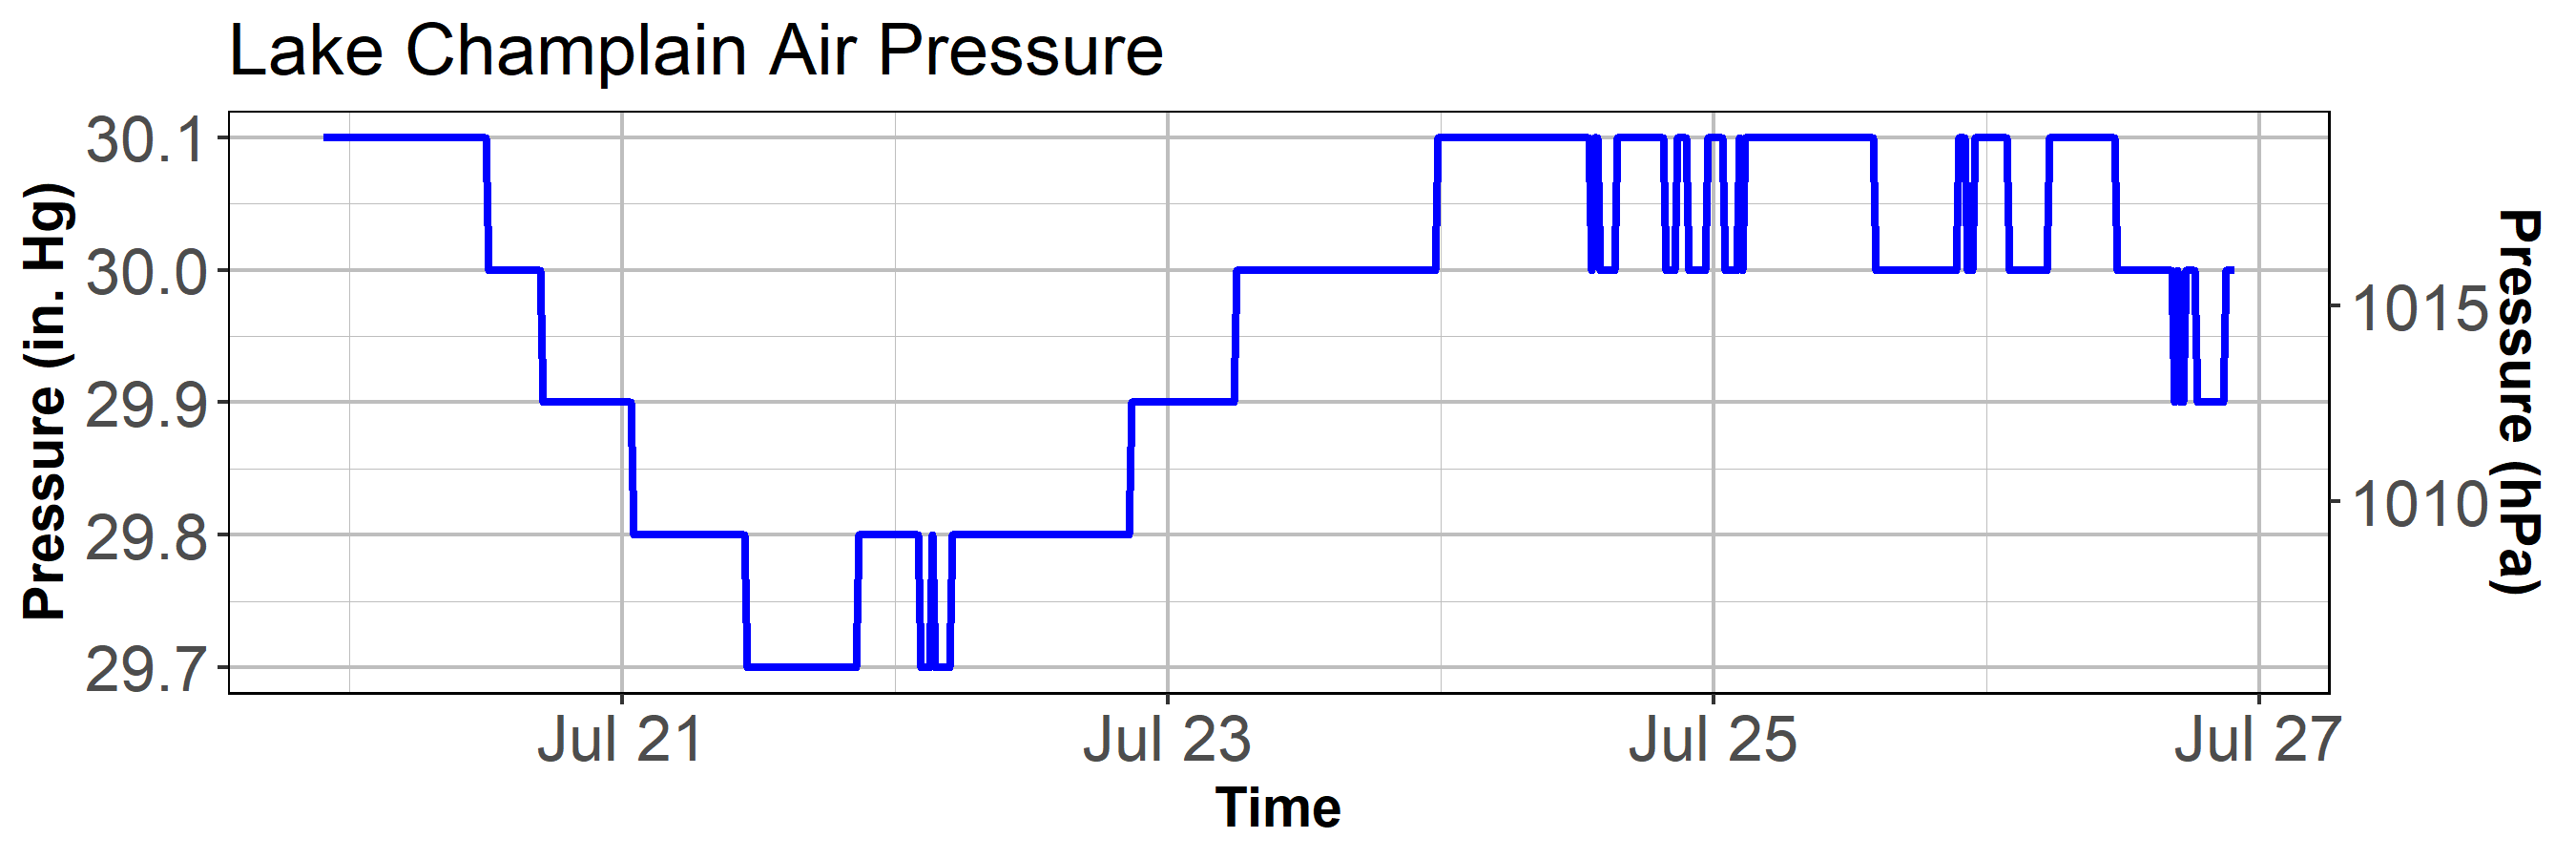 Lake Champlain Air Pressure
Pressure (in. Hg)
30.1
30.0
29.9
29.8
29.7
1015
1010
Pressure (hPa)
Jul 21
Jul 23
Jul 25
Jul 27
Time